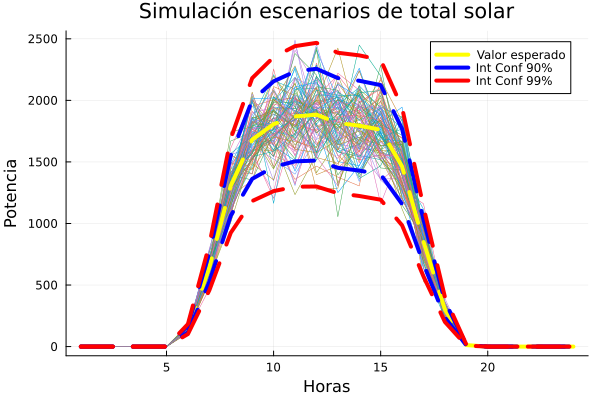 Simulación escenarios de total solar
2500
2000
1500
1000
500
0
Potencia
Valor esperado
Int Conf 90%
Int Conf 99%
5
10
15
20
Horas